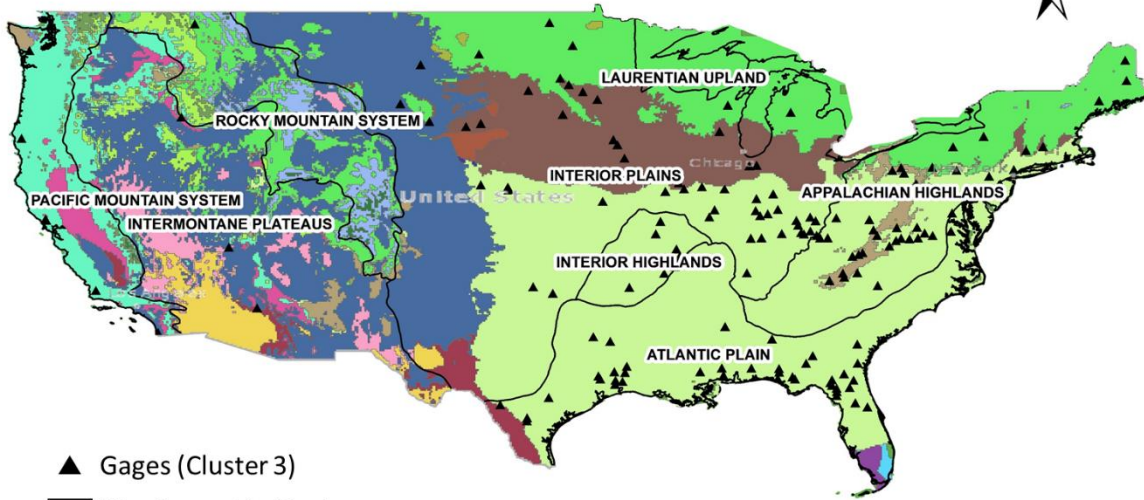 LAURENTIAN UPLAND
ROCKY MOUNTAIN SYSTEM
Chicago
INTERIOR PLAINS
United States
APPALACHIAN HIGHLANDS
PACIFIC MOUNTAIN SYSTEM
INTERMONTANE PLATEAUS
INTERIOR HIGHLANDS
ATLANTIC PLAIN
Gages (Cluster 3)